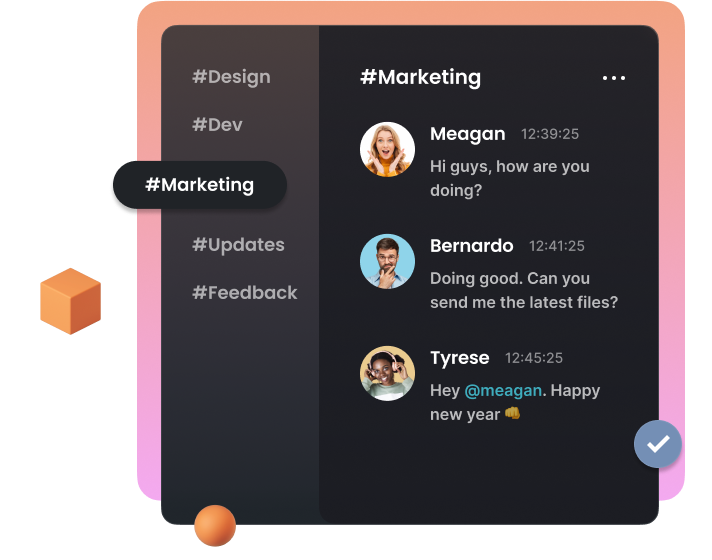 #Design
#Dev
#Marketing
#Updates
#Feedback
#Marketing
Meagan 12:39:25
Hi guys, how are you
doing?
Bernardo 12:41:25
Doing good. Can you
send me the latest files?
Tyrese 12:45:25
Hey @meagan. Happy
new year 👊